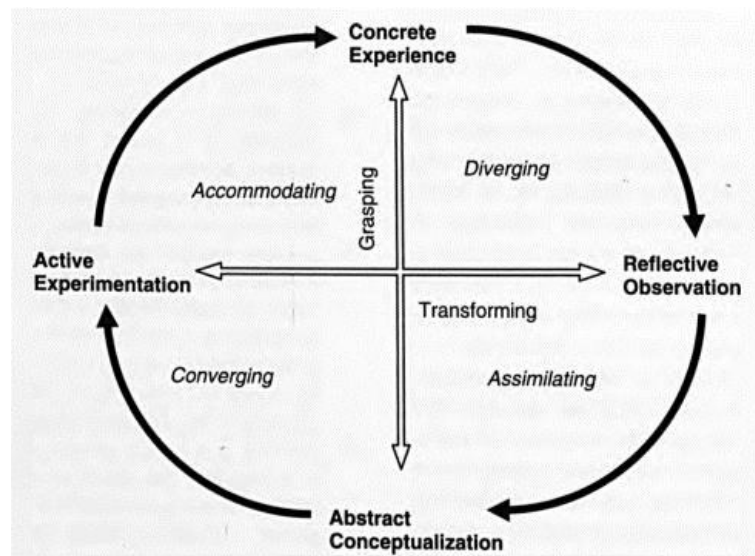 Concrete
Experience
Accommodating
Grasping
Diverging
Active
Experimentation
Reflective
Observation
Transforming
Converging
Assimilating
Abstract
Conceptualization